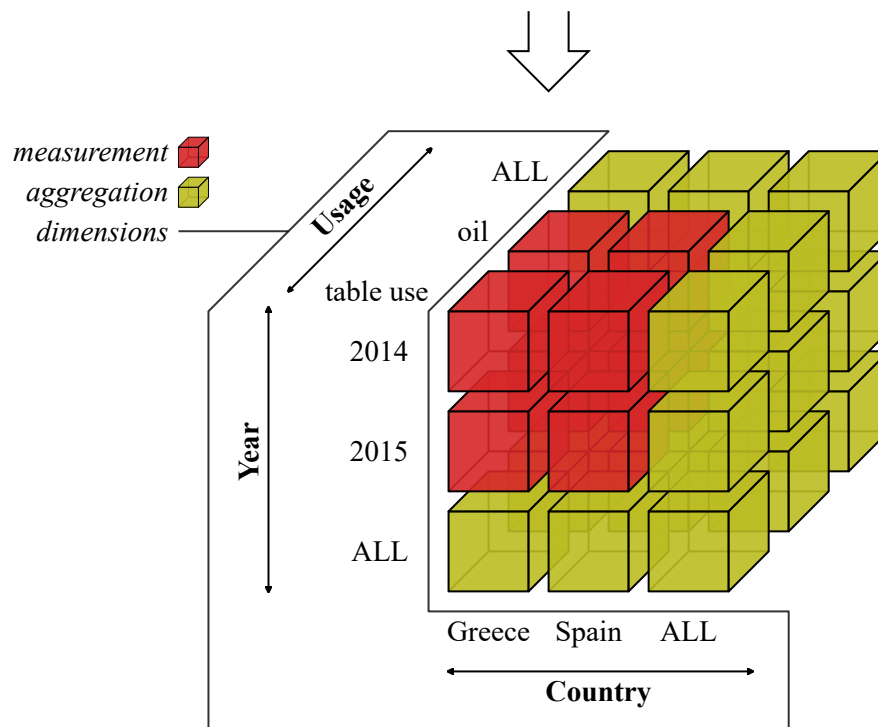 measurement
aggregation
dimensions
Usage
ALL
oil
table use
Year
2014
2015
ALL
Greece Spain ALL
Country